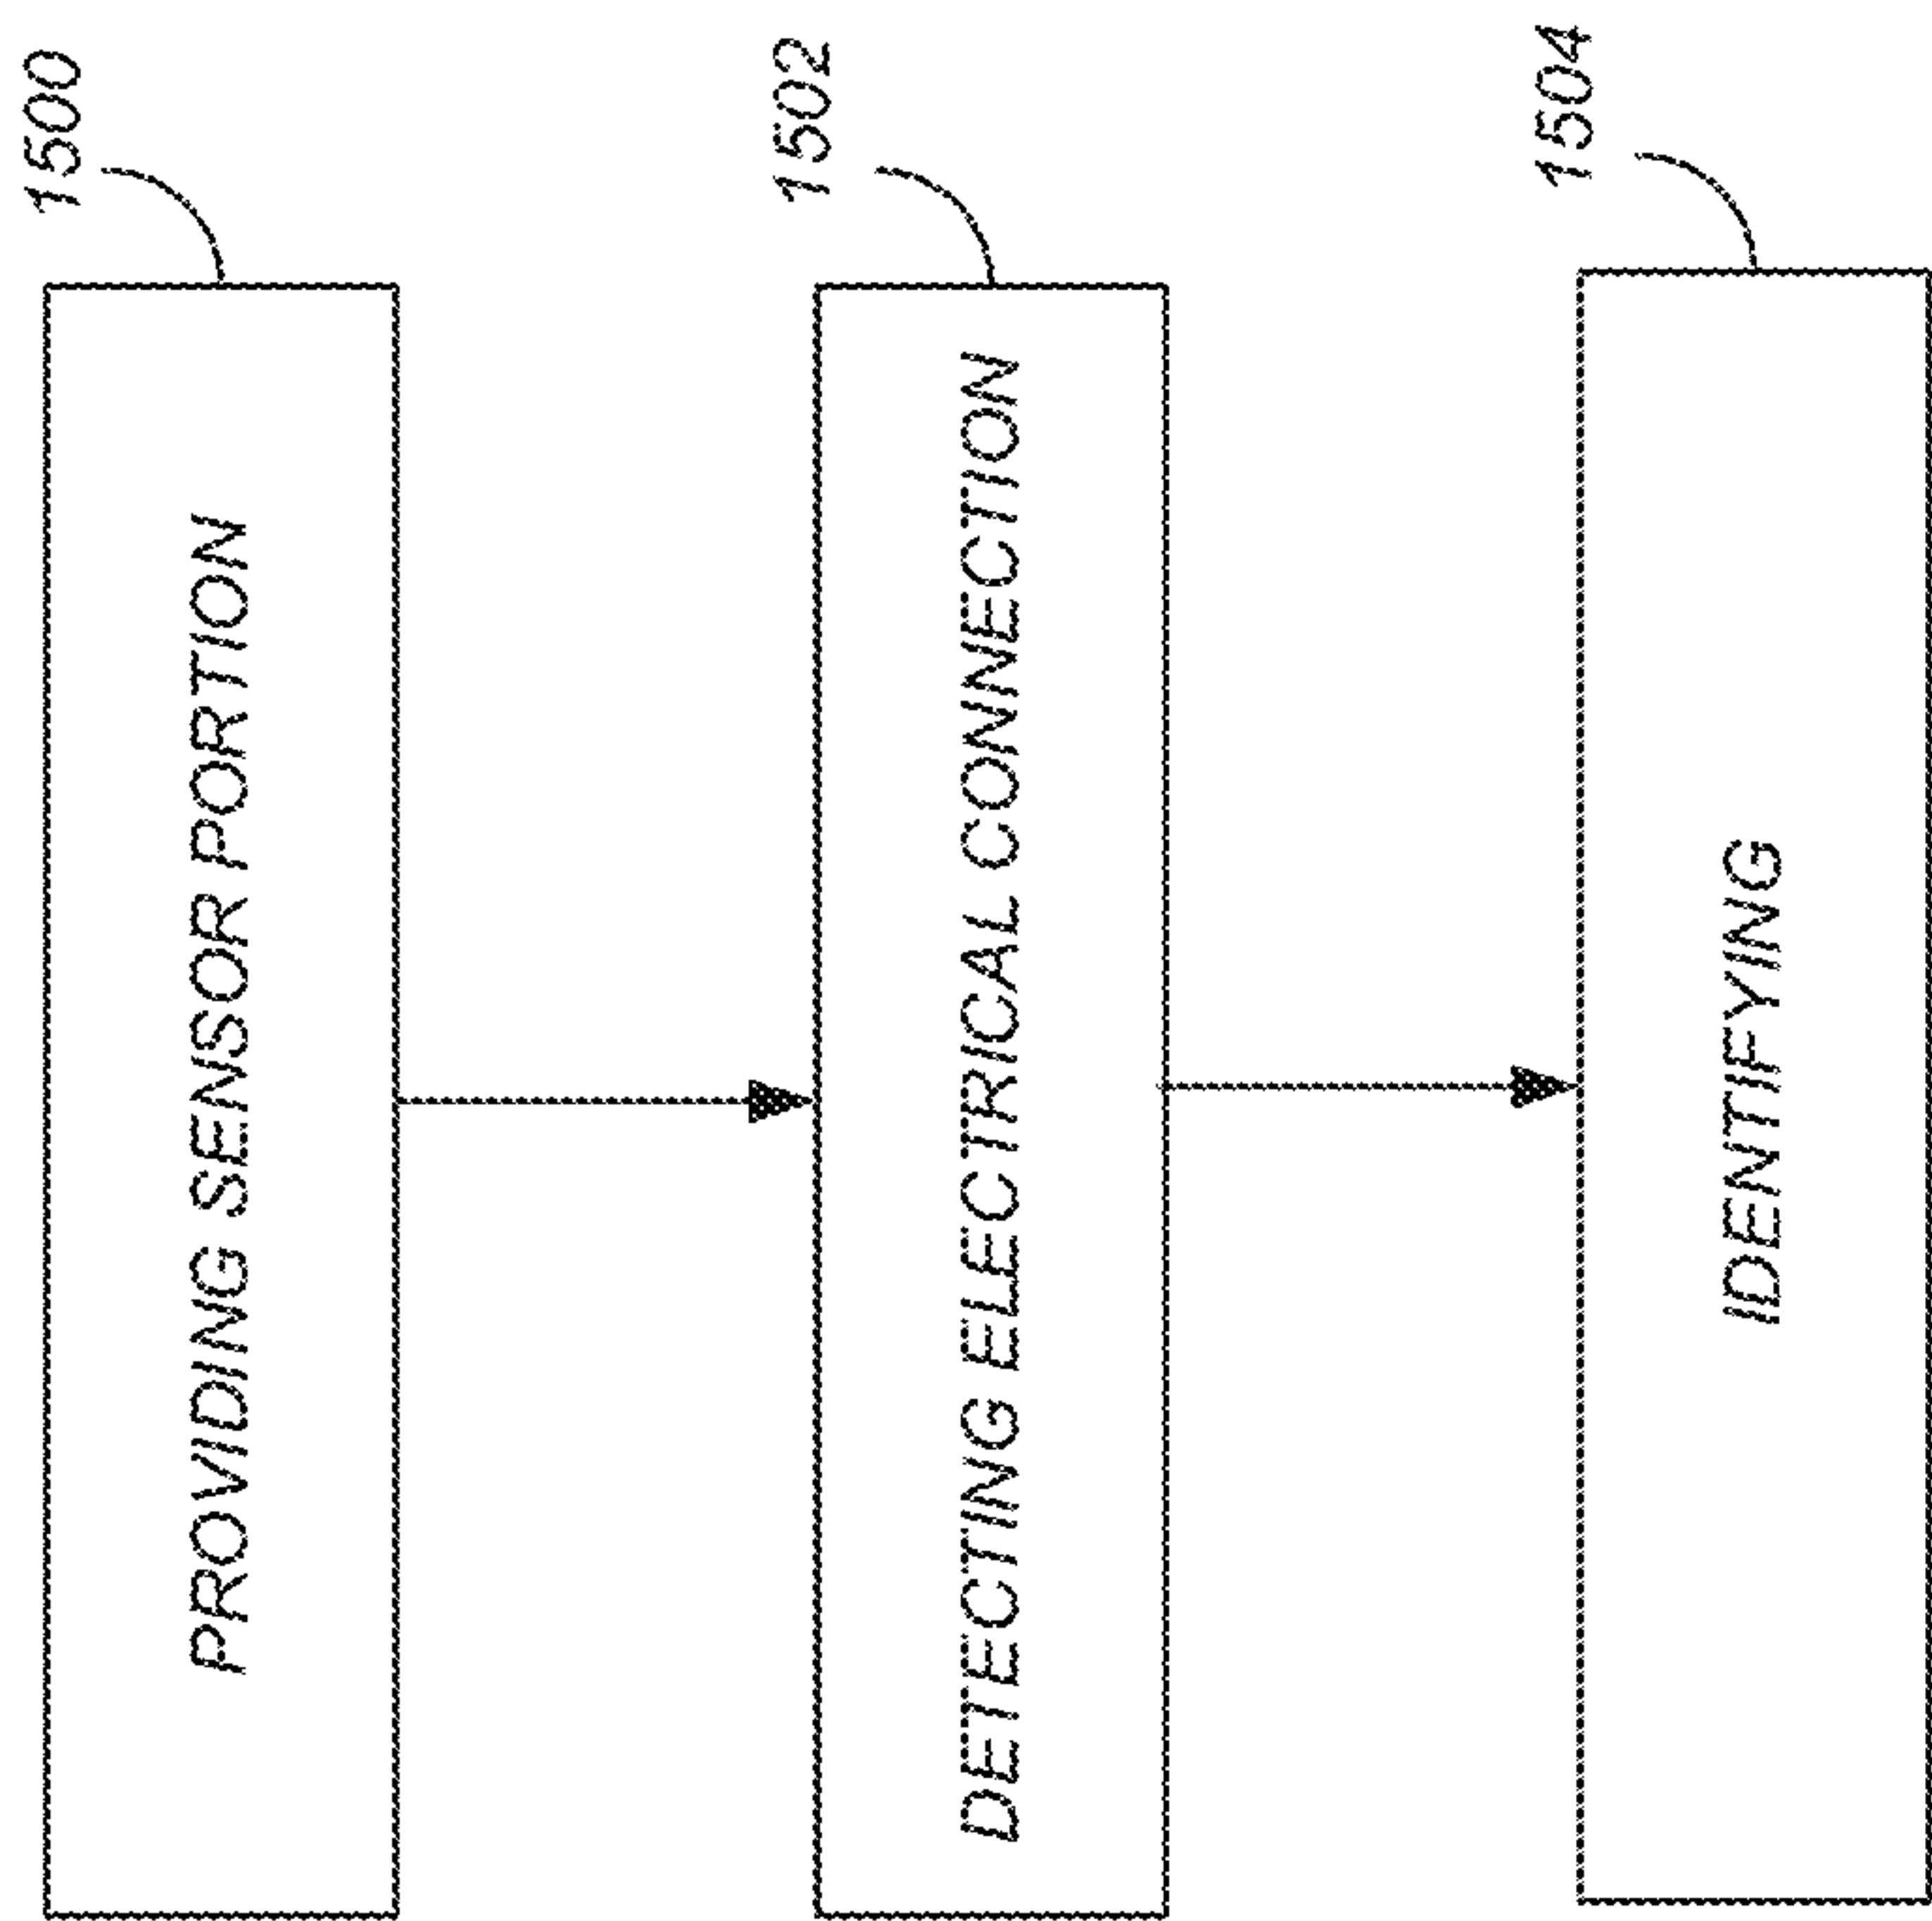 1500
PROVIDING SENSOR PORTION
1502
DETECTING ELECTRICAL CONNECTION
1504
IDENTIFYING